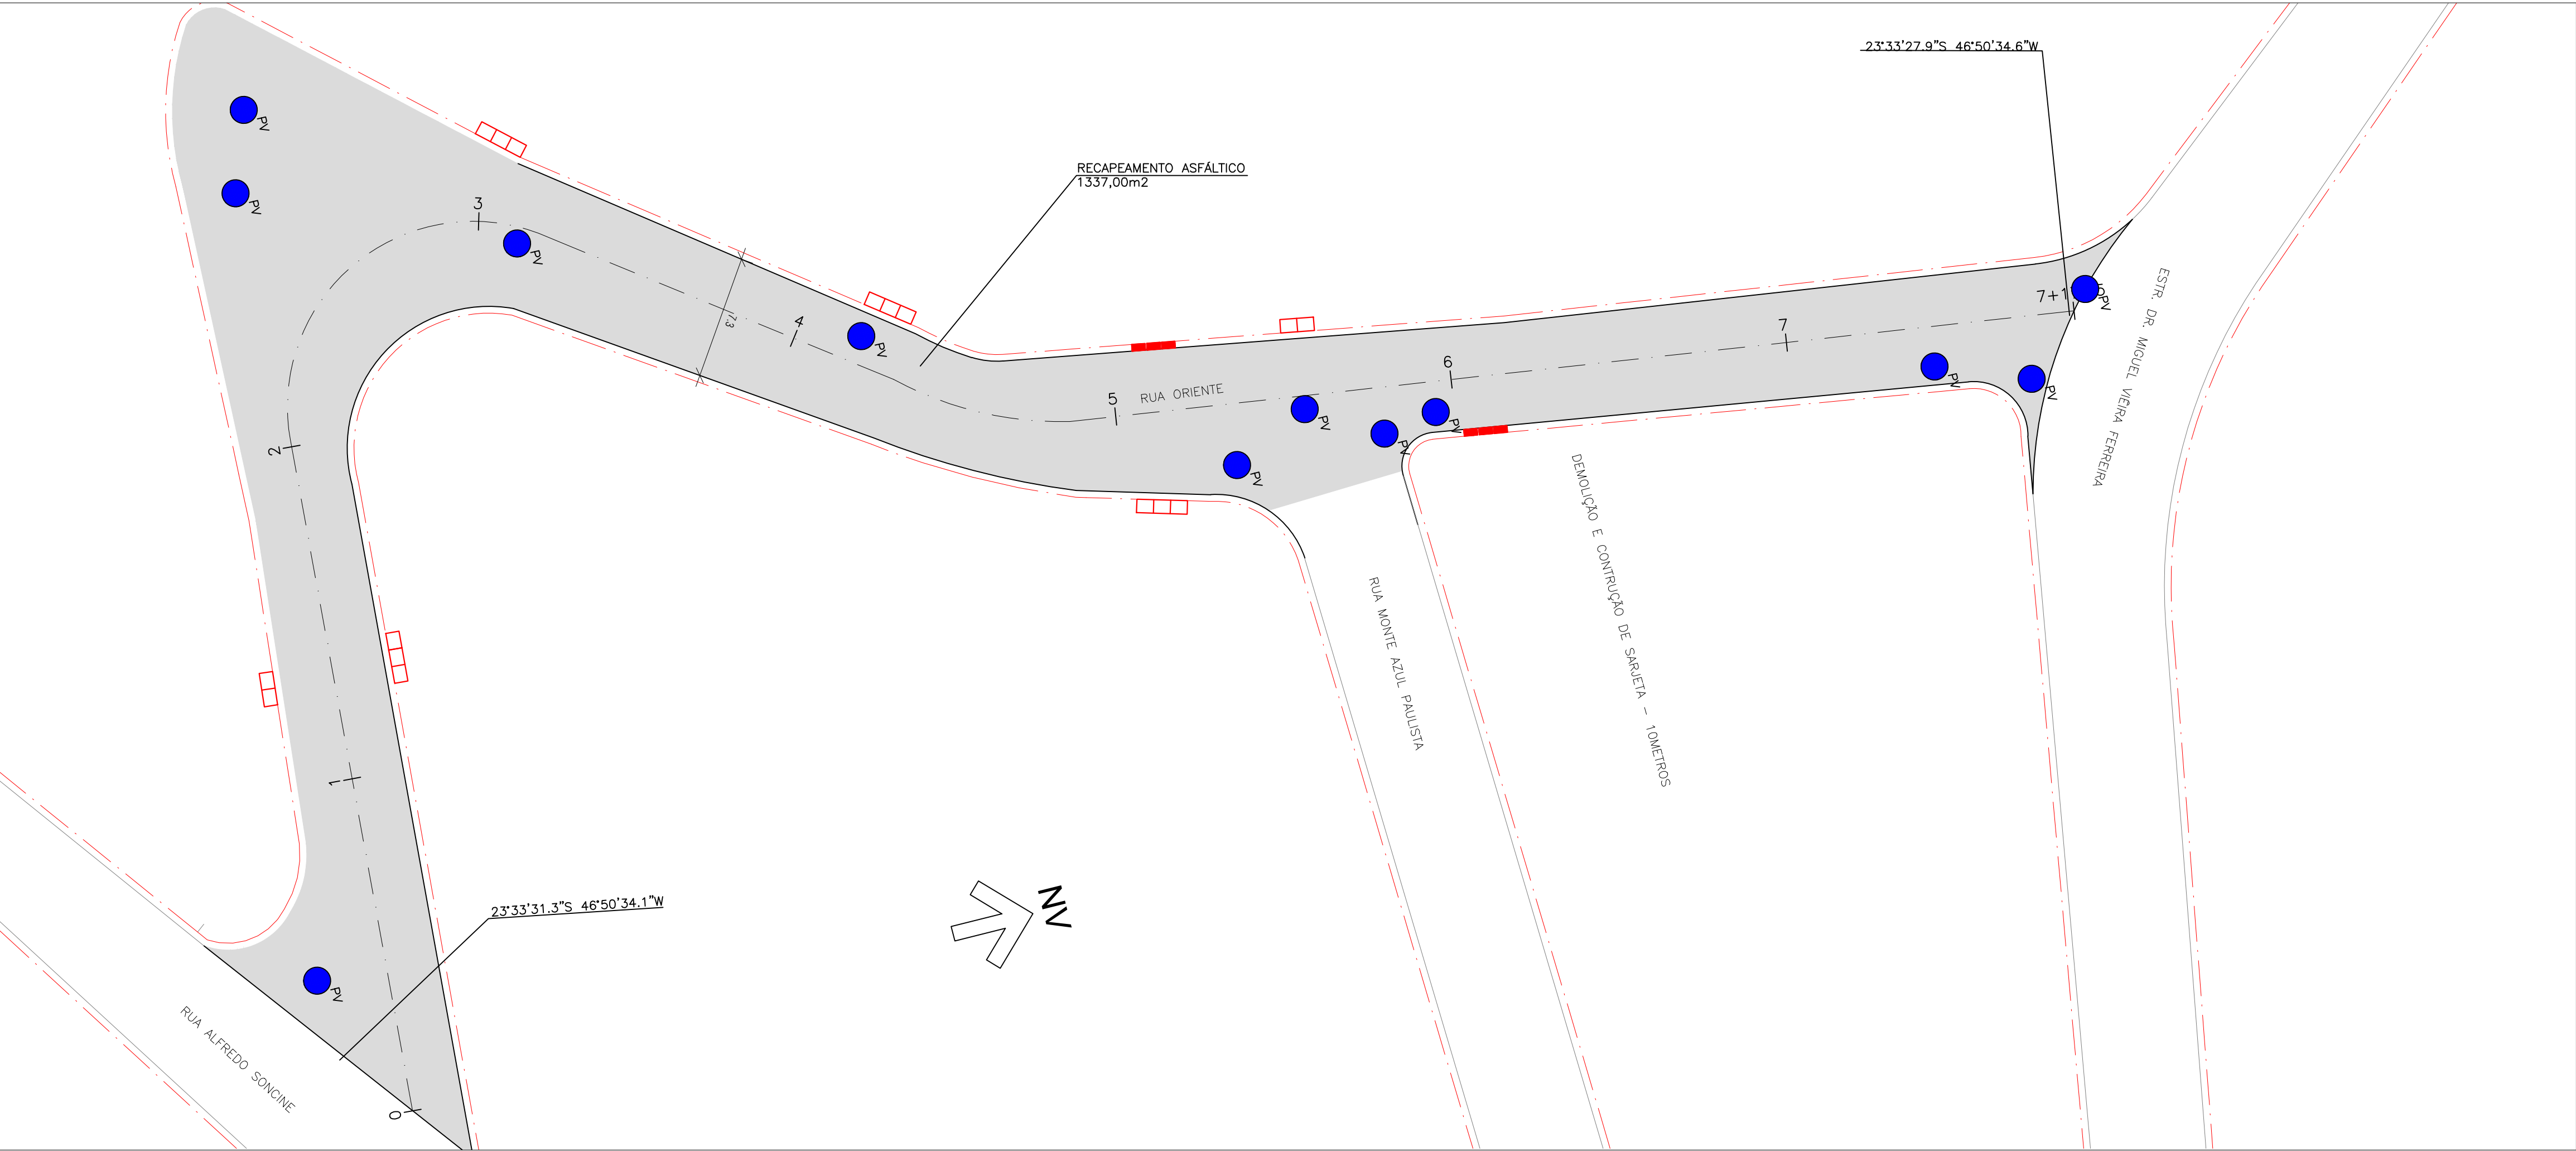 23°33'27.9"S 46°50'34.6"W
PV
PV
RECAPEAMENTO ASFÁLTICO
1337,00m2
3
PV
7.3
4
PV
7+1
PV
ESTR. DR. MIGUEL VIEIRA FERREIRA
7
6
PV
PV
5
RUA ORIENTE
PV
PV
PV
PV
2
DEMOLIÇÃO E CONTRUÇÃO DE SARJETA - 10METROS
RUA MONTE AZUL PAULISTA
1
23°33'31.3"S 46°50'34.1"W
NV
PV
RUA ALFREDO SONCINE
0